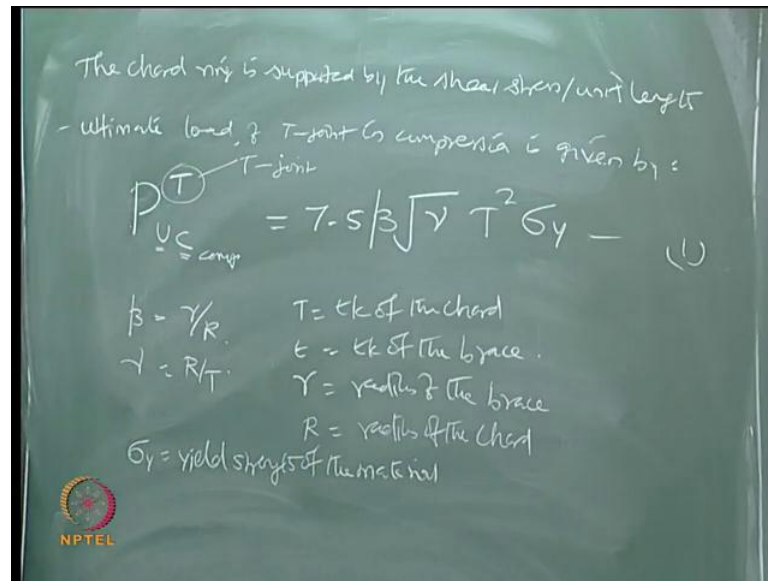 The chord ring is supported by the shear stress/unit length
- Ultimate load of T-joint in compression is given by :
T-joint
P^(T)_UC comp = 7.5 β √γ T² σy — (1)
β = r/R.
γ = R/T.
T = tk of the chord
t = tk of the brace.
r = radius of the brace
R = radius of the chord
σy = yield strength of the material
NPTEL